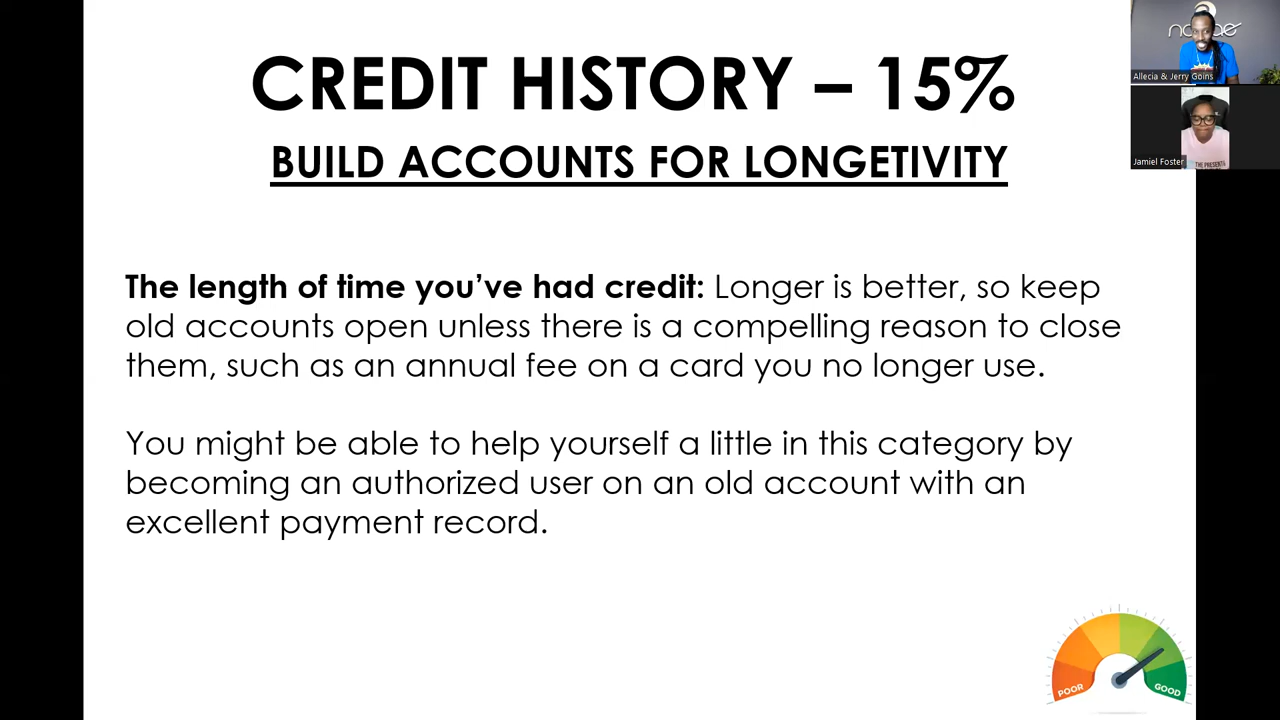 CREDIT HISTORY – 15%
BUILD ACCOUNTS FOR LONGETIVITY
The length of time you’ve had credit: Longer is better, so keep
old accounts open unless there is a compelling reason to close
them, such as an annual fee on a card you no longer use.
You might be able to help yourself a little in this category by
becoming an authorized user on an old account with an
excellent payment record.
POOR
GOOD
Allecia & Jerry Goins
Jamiel Foster
THE PRESENTS